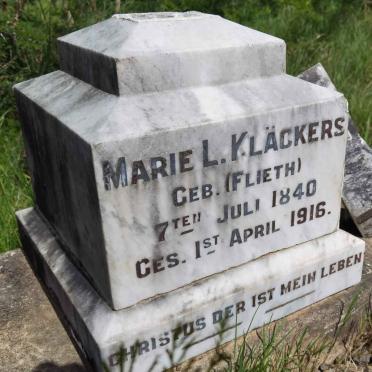 MARIE L. KLÄCKERS
GEB. (FLIETH)
7TEN JULI 1840
GES. 1ST. APRIL 1916.
CHRISTUS DER IST MEIN LEBEN